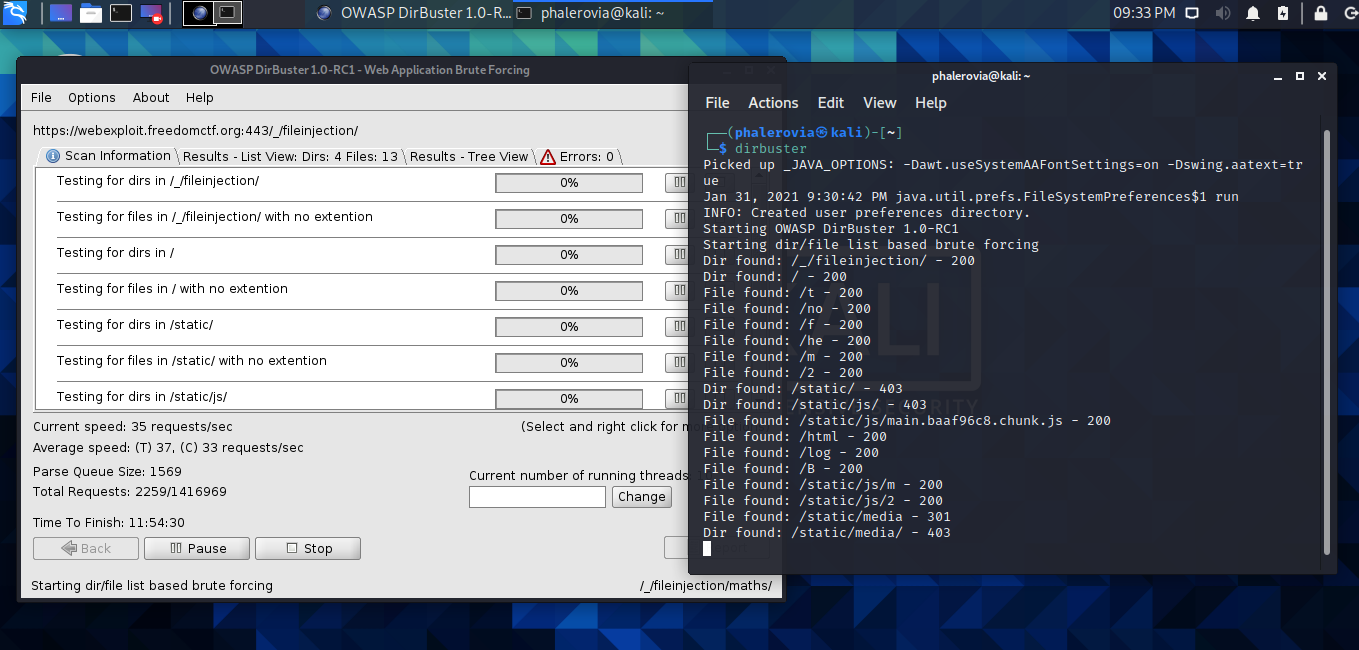 OWASP DirBuster 1.0-R...
phalerovia@kali: ~
09:33 PM
OWASP DirBuster 1.0-RC1 - Web Application Brute Forcing
File Options About Help
https://webexploit.freedomctf.org:443/_/fileinjection/
Scan Information
Results - List View: Dirs: 4 Files: 13
Results - Tree View
Errors: 0
Testing for dirs in /_/fileinjection/ 0%
Testing for files in /_/fileinjection/ with no extention 0%
Testing for dirs in / 0%
Testing for files in / with no extention 0%
Testing for dirs in /static/ 0%
Testing for files in /static/ with no extention 0%
Testing for dirs in /static/js/ 0%
Current speed: 35 requests/sec
(Select and right click for m
Average speed: (T) 37, (C) 33 requests/sec
Parse Queue Size: 1569
Total Requests: 2259/1416969
Current number of running threads:
Change
Time To Finish: 11:54:30
Back
Pause
Stop
Starting dir/file list based brute forcing
/_/fileinjection/maths/
phalerovia@kali: ~
File Actions Edit View Help
┌──(phalerovia㉿kali)-[~]
└─$ dirbuster
Picked up _JAVA_OPTIONS: -Dawt.useSystemAAFontSettings=on -Dswing.aatext=tr
ue
Jan 31, 2021 9:30:42 PM java.util.prefs.FileSystemPreferences$1 run
INFO: Created user preferences directory.
Starting OWASP DirBuster 1.0-RC1
Starting dir/file list based brute forcing
Dir found: /_/fileinjection/ - 200
Dir found: / - 200
File found: /t - 200
File found: /no - 200
File found: /f - 200
File found: /he - 200
File found: /m - 200
File found: /2 - 200
Dir found: /static/ - 403
Dir found: /static/js/ - 403
File found: /static/js/main.baaf96c8.chunk.js - 200
File found: /html - 200
File found: /log - 200
File found: /B - 200
File found: /static/js/m - 200
File found: /static/js/2 - 200
File found: /static/media - 301
Dir found: /static/media/ - 403